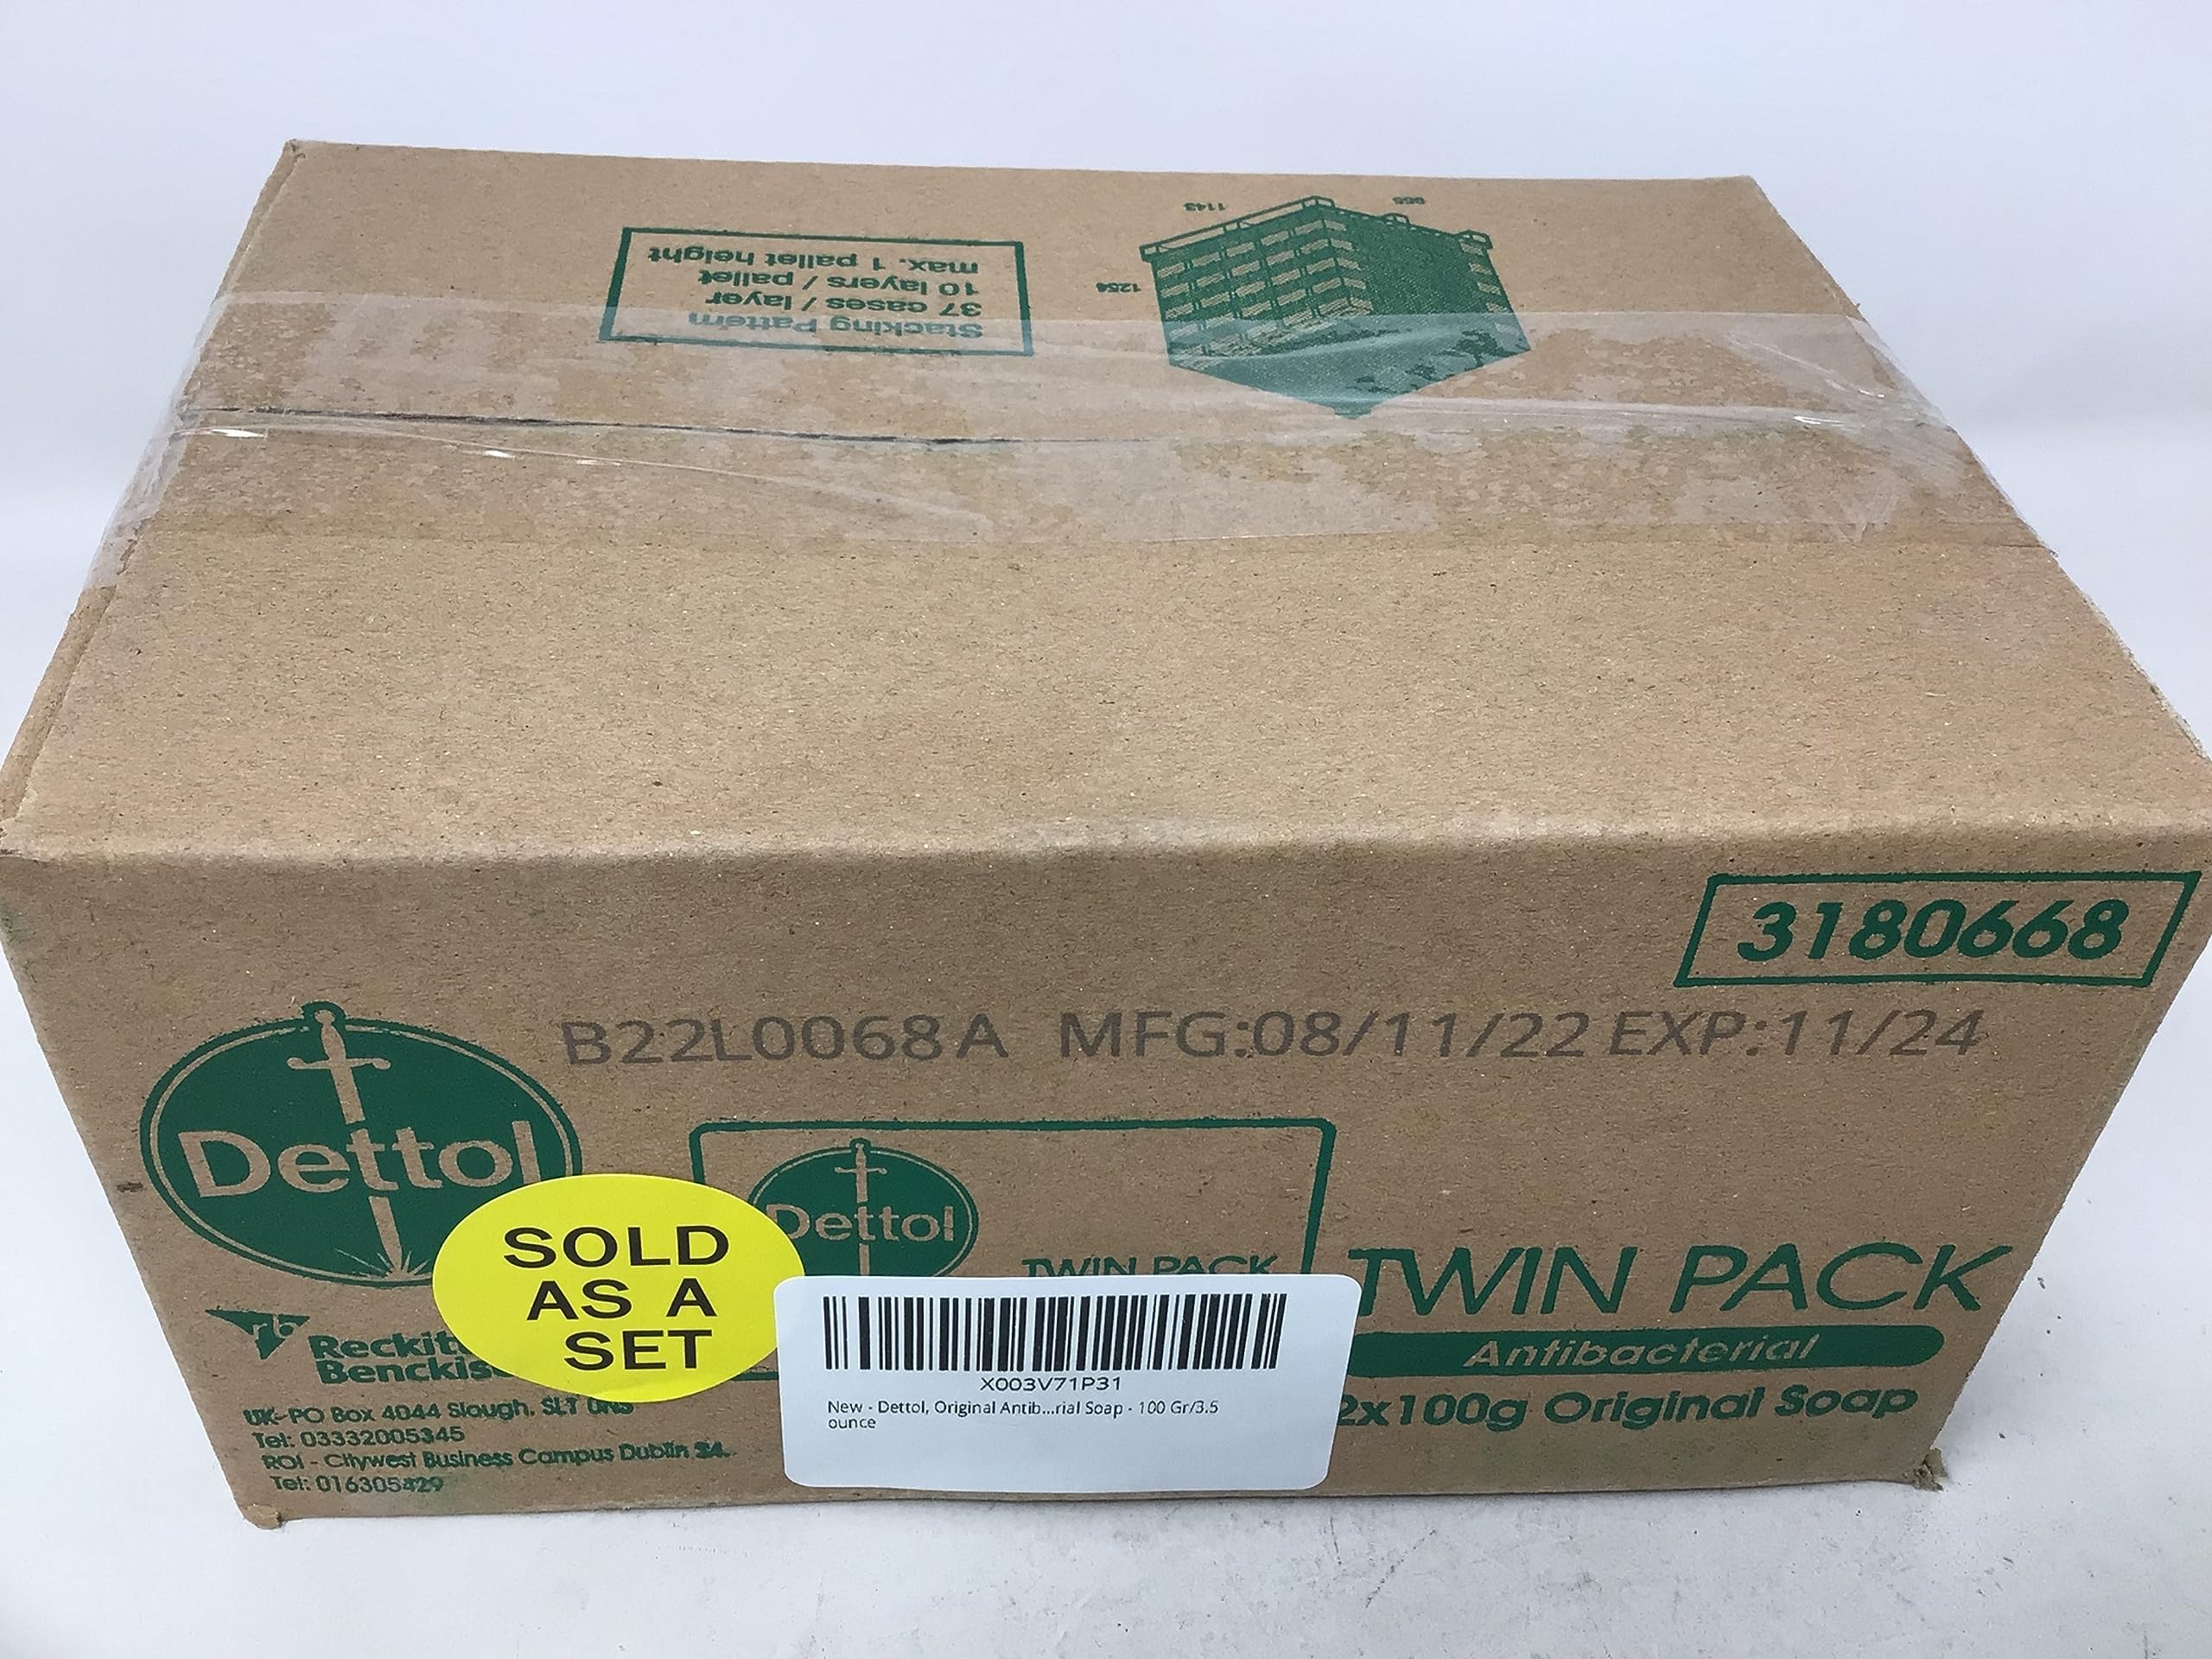 Stacking Pattern
37 cases / layer
10 layers / pallet
max. 1 pallet height
1143
1256
3180668
B22L0068A MFG:08/11/22 EXP:11/24
Dettol
Dettol
TWIN PACK
SOLD
AS A
SET
TWIN PACK
Antibacterial
2x100g Original Soap
Reckit
Benckis
UK-PO Box 4044 Slough, SL1
Tel: 03332005345
ROI - Citywest Business Campus Dublin 24.
Tel: 016305429
X003V71P31
New - Dettol, Original Antib...rial Soap - 100 Gr/3.5
ounce